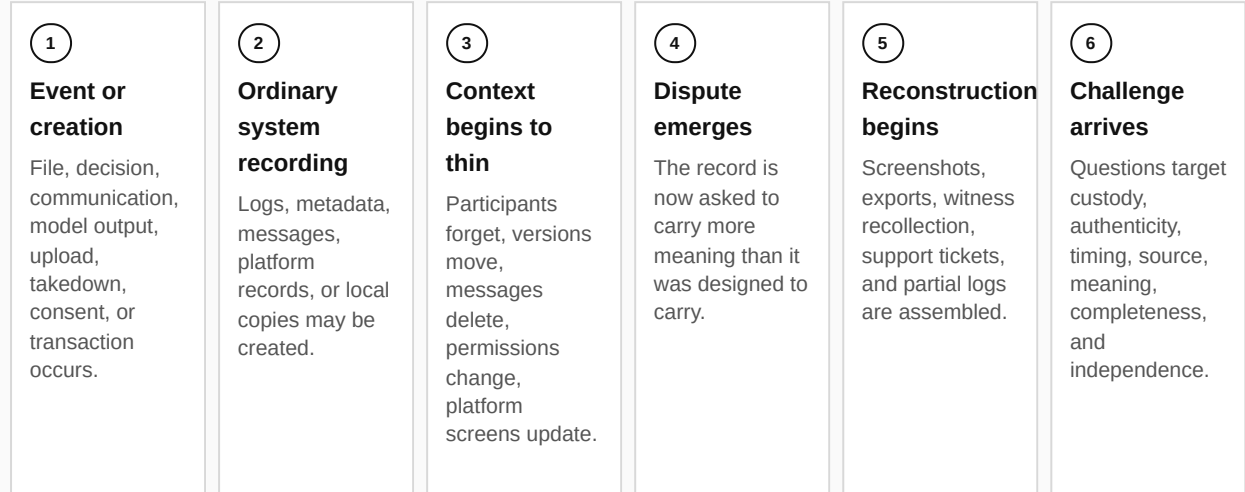 1
Event or
creation
File, decision,
communication,
model output,
upload,
takedown,
consent, or
transaction
occurs.
2
Ordinary
system
recording
Logs, metadata,
messages,
platform
records, or local
copies may be
created.
3
Context
begins to
thin
Participants
forget, versions
move,
messages
delete,
permissions
change,
platform
screens update.
4
Dispute
emerges
The record is
now asked to
carry more
meaning than it
was designed to
carry.
5
Reconstruction
begins
Screenshots,
exports, witness
recollection,
support tickets,
and partial logs
are assembled.
6
Challenge
arrives
Questions target
custody,
authenticity,
timing, source,
meaning,
completeness,
and
independence.